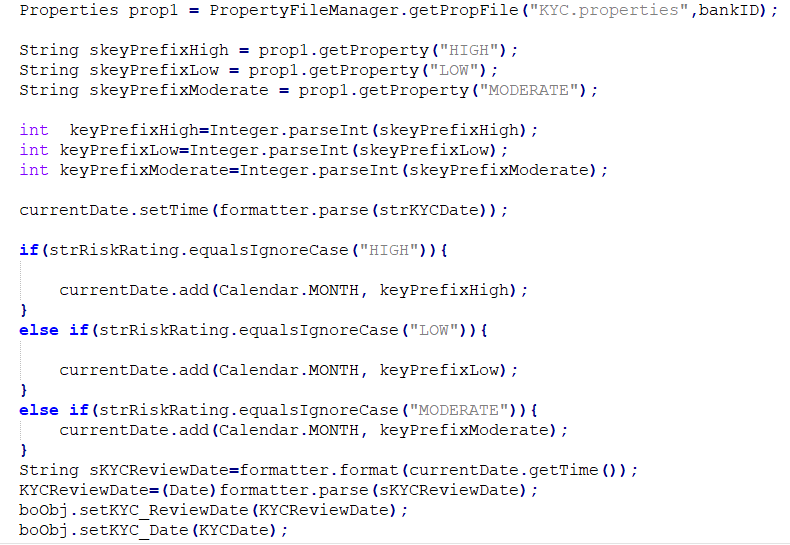 Properties prop1 = PropertyFileManager.getPropFile("KYC.properties",bankID);
String skeyPrefixHigh = prop1.getProperty("HIGH");
String skeyPrefixLow = prop1.getProperty("LOW");
String skeyPrefixModerate = prop1.getProperty("MODERATE");
int  keyPrefixHigh=Integer.parseInt(skeyPrefixHigh);
int keyPrefixLow=Integer.parseInt(skeyPrefixLow);
int keyPrefixModerate=Integer.parseInt(skeyPrefixModerate);
currentDate.setTime(formatter.parse(strKYCDate));
if(strRiskRating.equalsIgnoreCase("HIGH")){
    currentDate.add(Calendar.MONTH, keyPrefixHigh);
}
else if(strRiskRating.equalsIgnoreCase("LOW")){
    currentDate.add(Calendar.MONTH, keyPrefixLow);
}
else if(strRiskRating.equalsIgnoreCase("MODERATE")){
    currentDate.add(Calendar.MONTH, keyPrefixModerate);
}
String sKYCReviewDate=formatter.format(currentDate.getTime());
KYCReviewDate=(Date)formatter.parse(sKYCReviewDate);
boObj.setKYC_ReviewDate(KYCReviewDate);
boObj.setKYC_Date(KYCDate);